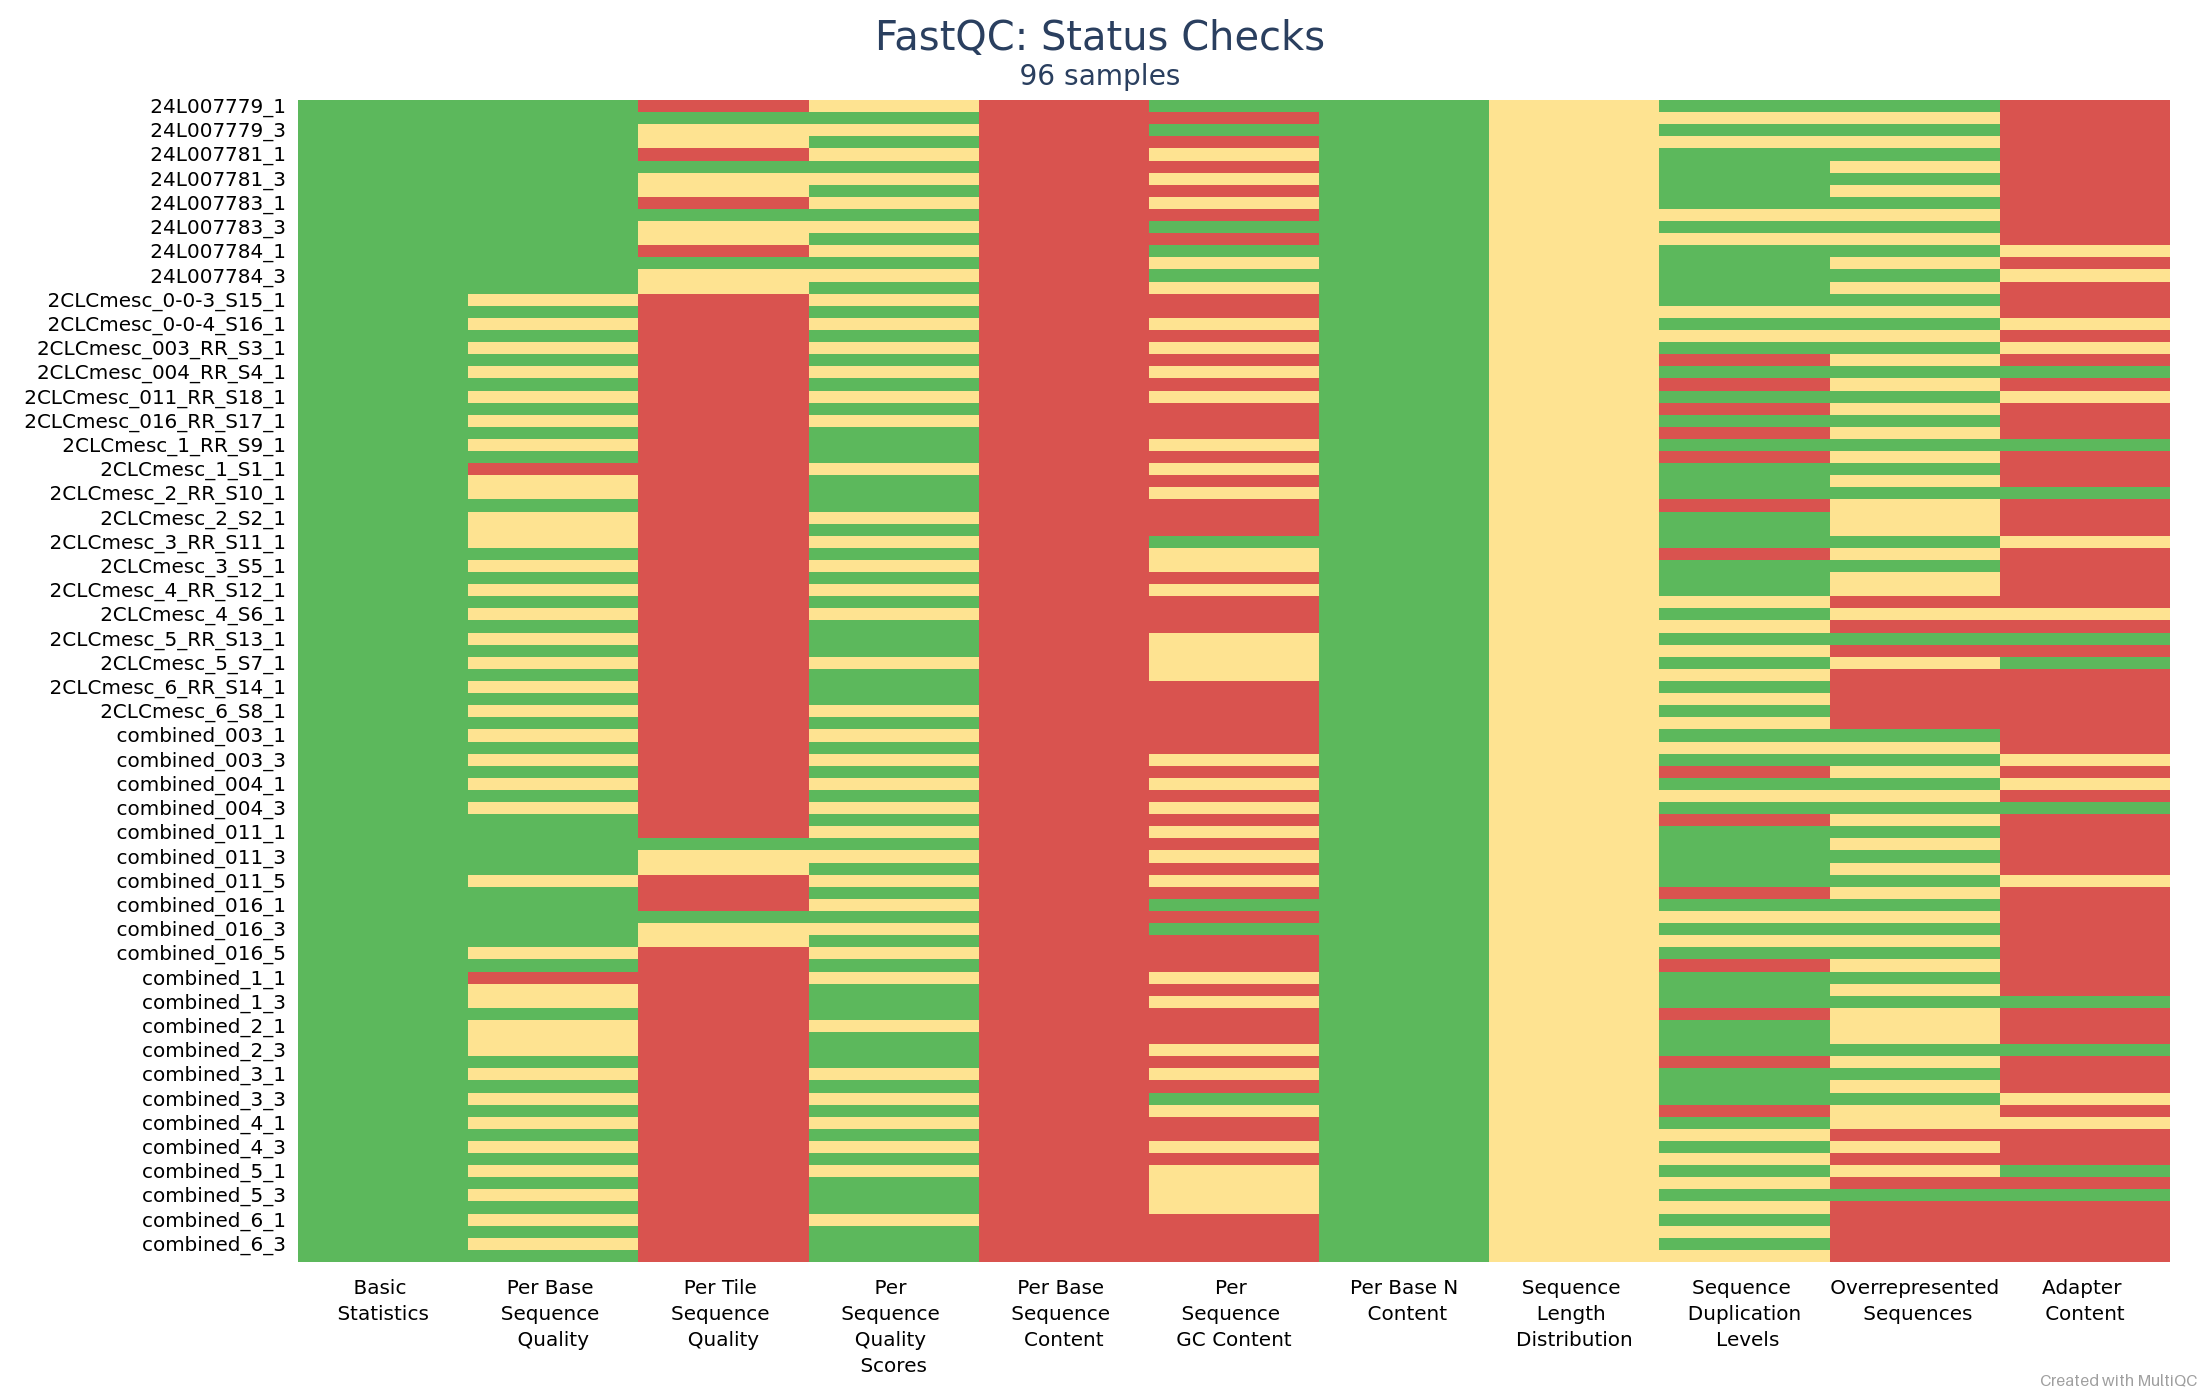 FastQC: Status Checks
96 samples
24L007779_1
24L007779_3
24L007781_1
24L007781_3
24L007783_1
24L007783_3
24L007784_1
24L007784_3
2CLCmesc_0-0-3_S15_1
2CLCmesc_0-0-4_S16_1
2CLCmesc_003_RR_S3_1
2CLCmesc_004_RR_S4_1
2CLCmesc_011_RR_S18_1
2CLCmesc_016_RR_S17_1
2CLCmesc_1_RR_S9_1
2CLCmesc_1_S1_1
2CLCmesc_2_RR_S10_1
2CLCmesc_2_S2_1
2CLCmesc_3_RR_S11_1
2CLCmesc_3_S5_1
2CLCmesc_4_RR_S12_1
2CLCmesc_4_S6_1
2CLCmesc_5_RR_S13_1
2CLCmesc_5_S7_1
2CLCmesc_6_RR_S14_1
2CLCmesc_6_S8_1
combined_003_1
combined_003_3
combined_004_1
combined_004_3
combined_011_1
combined_011_3
combined_011_5
combined_016_1
combined_016_3
combined_016_5
combined_1_1
combined_1_3
combined_2_1
combined_2_3
combined_3_1
combined_3_3
combined_4_1
combined_4_3
combined_5_1
combined_5_3
combined_6_1
combined_6_3
Basic
Statistics
Per Base
Sequence
Quality
Per Tile
Sequence
Quality
Per
Sequence
Quality
Scores
Per Base
Sequence
Content
Per
Sequence
GC Content
Per Base N
Content
Sequence
Length
Distribution
Sequence
Duplication
Levels
Overrepresented
Sequences
Adapter
Content
Created with MultiQC